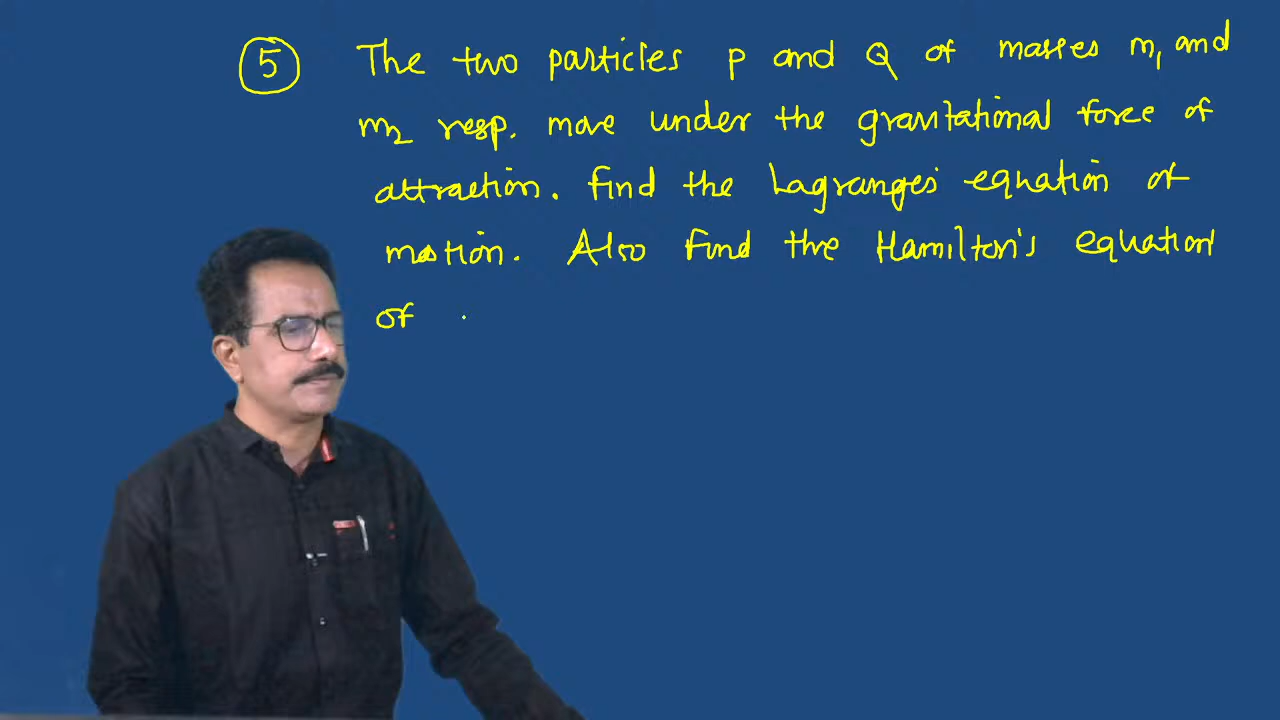 5 The two particles p and Q of masses m₁ and
m₂ resp. move under the gravitational force of
attraction. Find the Lagrange's equation of
motion. Also find the Hamilton's equation
of